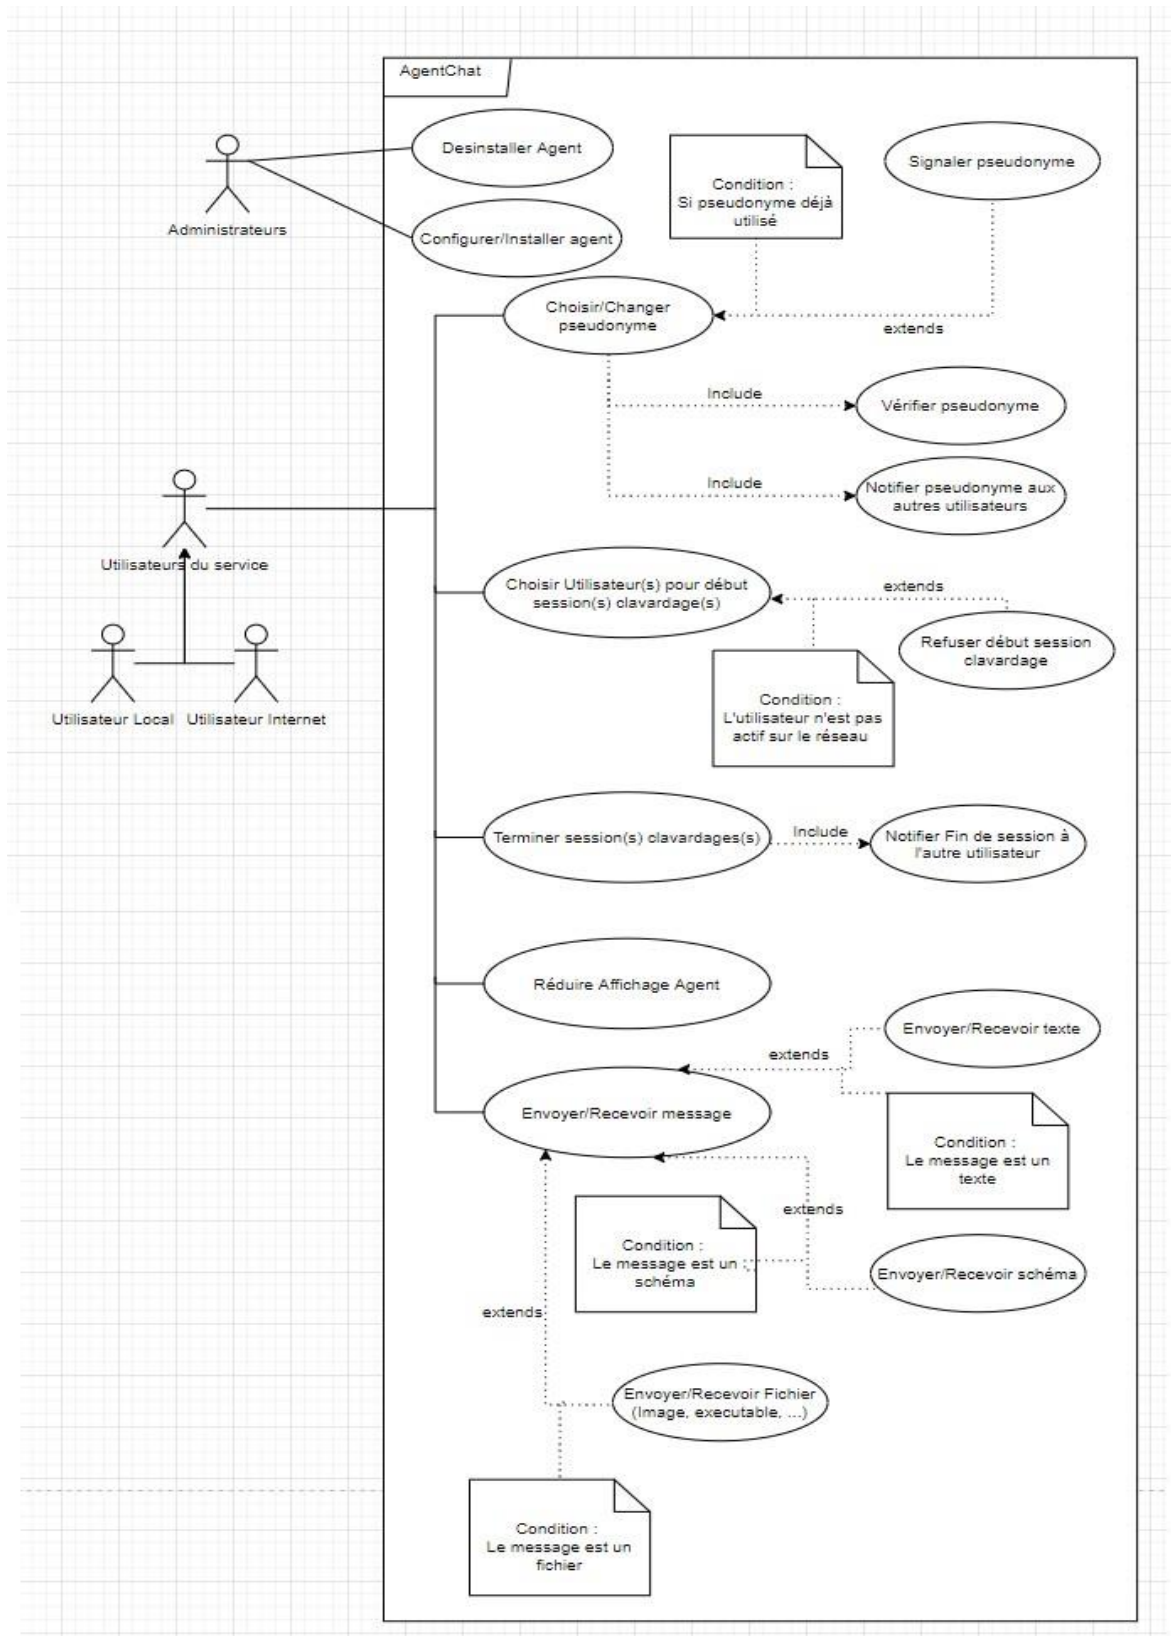 AgentChat
Desinstaller Agent
Administrateurs
Configurer/Installer agent
Condition :
Si pseudonyme déjà
utilisé
Signaler pseudonyme
Choisir/Changer
pseudonyme
extends
Include
Vérifier pseudonyme
Include
Notifier pseudonyme aux
autres utilisateurs
Utilisateurs du service
Utilisateur Local
Utilisateur Internet
Choisir Utilisateur(s) pour début
session(s) clavardage(s)
extends
Refuser début session
clavardage
Condition :
L'utilisateur n'est pas
actif sur le réseau
Terminer session(s) clavardages(s)
Include
Notifier Fin de session à
l'autre utilisateur
Réduire Affichage Agent
Envoyer/Recevoir texte
extends
Envoyer/Recevoir message
Condition :
Le message est un
texte
extends
Condition :
Le message est un
schéma
Envoyer/Recevoir schéma
extends
Envoyer/Recevoir Fichier
(Image, executable, ...)
Condition :
Le message est un
fichier